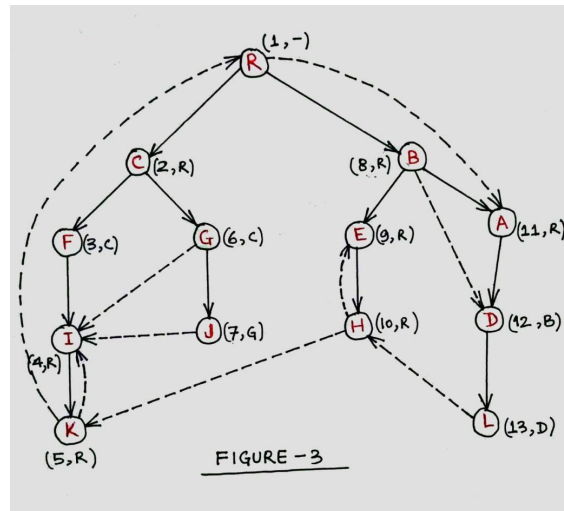 (1,-)
R
C (2,R)
(8,R) B
F (3,C)
G (6,C)
E (9,R)
A (11,R)
I
(4,R)
J (7,G)
H (10,R)
D (12,B)
K
(5,R)
L (13,D)
FIGURE-3